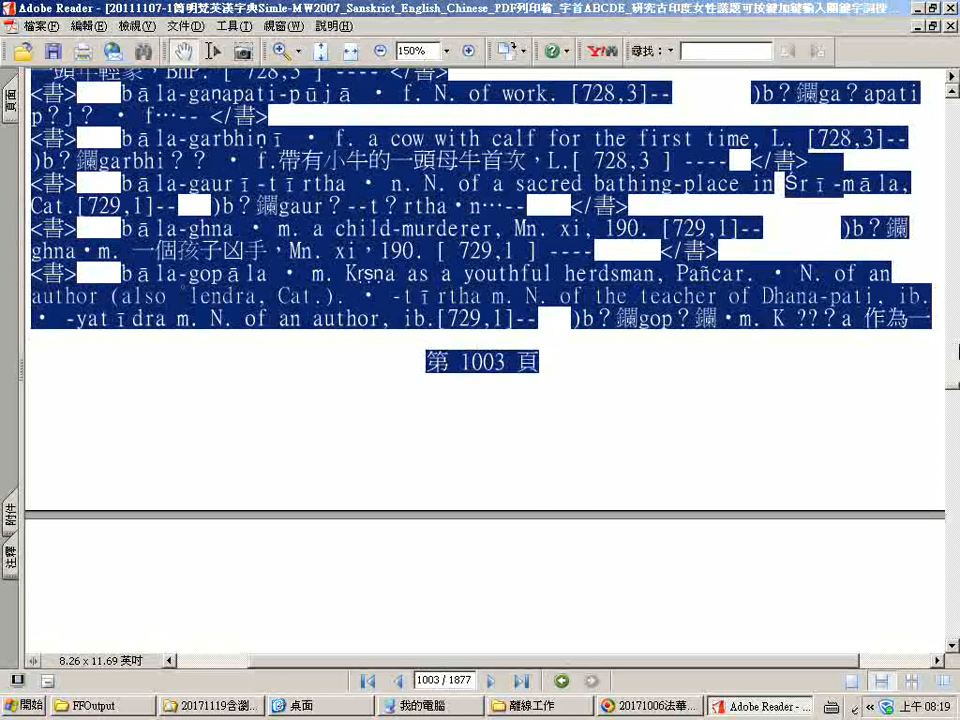 Adobe Reader - [20111107-1簡明梵英漢字典Simle-MW2007_Sanskrict_English_Chinese_PDF列印檔_字首ABCDE_研究古印度女性議題可按鍵加鍵輸入關鍵字詞搜...
檔案(F) 編輯(E) 檢視(V) 文件(D) 工具(T) 視窗(W) 說明(H)
150% 尋找：
頁面
一頭年輕象，BhP. [ 728,3 ] ---- </書>
<書> bāla-gaṇapati-pūjā • f. N. of work. [728,3]-- )b？鑭ga？apati
p？j？ • f…-- </書>
<書> bāla-garbhiṇī • f. a cow with calf for the first time, L. [728,3]--
)b？鑭garbhi？？ • f.帶有小牛的一頭母牛首次，L.[ 728,3 ] ---- </書>
<書> bāla-gaurī-tīrtha • n. N. of a sacred bathing-place in Śrī-māla,
Cat.[729,1]-- )b？鑭gaur？--t？rtha•n…-- </書>
<書> bāla-ghna • m. a child-murderer, Mn. xi, 190. [729,1]-- )b？鑭
ghna•m. 一個孩子凶手，Mn. xi，190. [ 729,1 ] ---- </書>
<書> bāla-gopāla • m. Kṛṣṇa as a youthful herdsman, Pañcar. • N. of an
author (also lendra, Cat.). • -tīrtha m. N. of the teacher of Dhana-pati, ib.
• -yatīdra m. N. of an author, ib.[729,1]-- )b？鑭gop？鑭•m. K ???a 作為一
第 1003 頁
附件
注釋
8.26 x 11.69 英吋
1003 / 1877
開始 FFOutput 20171119含瀏... 桌面 我的電腦 離線工作 20171006法華... Adobe Reader - ... 上午 08:19